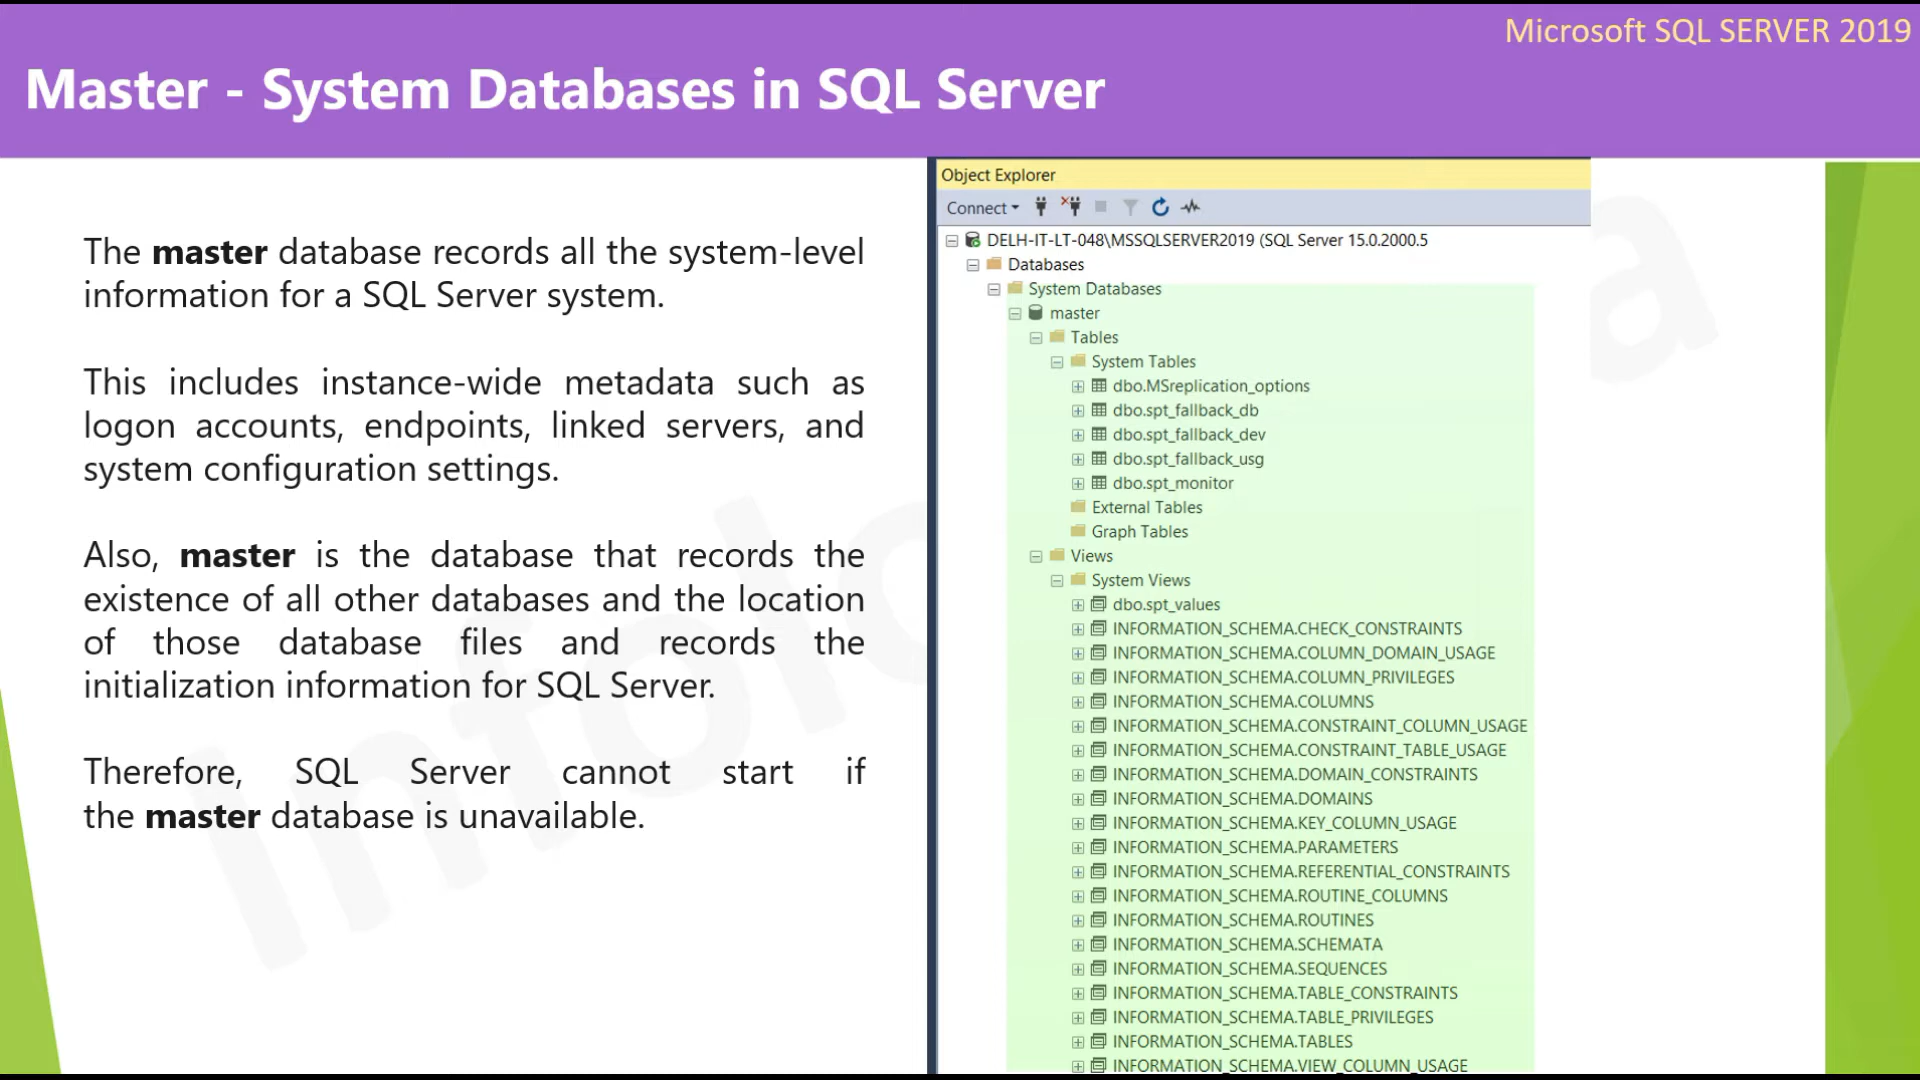 Microsoft SQL SERVER 2019
Master - System Databases in SQL Server
The master database records all the system-level
information for a SQL Server system.
This includes instance-wide metadata such as
logon accounts, endpoints, linked servers, and
system configuration settings.
Also, master is the database that records the
existence of all other databases and the location
of those database files and records the
initialization information for SQL Server.
Therefore, SQL Server cannot start if
the master database is unavailable.
Object Explorer
Connect
DELH-IT-LT-048\MSSQLSERVER2019 (SQL Server 15.0.2000.5
Databases
System Databases
master
Tables
System Tables
dbo.MSreplication_options
dbo.spt_fallback_db
dbo.spt_fallback_dev
dbo.spt_fallback_usg
dbo.spt_monitor
External Tables
Graph Tables
Views
System Views
dbo.spt_values
INFORMATION_SCHEMA.CHECK_CONSTRAINTS
INFORMATION_SCHEMA.COLUMN_DOMAIN_USAGE
INFORMATION_SCHEMA.COLUMN_PRIVILEGES
INFORMATION_SCHEMA.COLUMNS
INFORMATION_SCHEMA.CONSTRAINT_COLUMN_USAGE
INFORMATION_SCHEMA.CONSTRAINT_TABLE_USAGE
INFORMATION_SCHEMA.DOMAIN_CONSTRAINTS
INFORMATION_SCHEMA.DOMAINS
INFORMATION_SCHEMA.KEY_COLUMN_USAGE
INFORMATION_SCHEMA.PARAMETERS
INFORMATION_SCHEMA.REFERENTIAL_CONSTRAINTS
INFORMATION_SCHEMA.ROUTINE_COLUMNS
INFORMATION_SCHEMA.ROUTINES
INFORMATION_SCHEMA.SCHEMATA
INFORMATION_SCHEMA.SEQUENCES
INFORMATION_SCHEMA.TABLE_CONSTRAINTS
INFORMATION_SCHEMA.TABLE_PRIVILEGES
INFORMATION_SCHEMA.TABLES
INFORMATION_SCHEMA.VIEW_COLUMN_USAGE